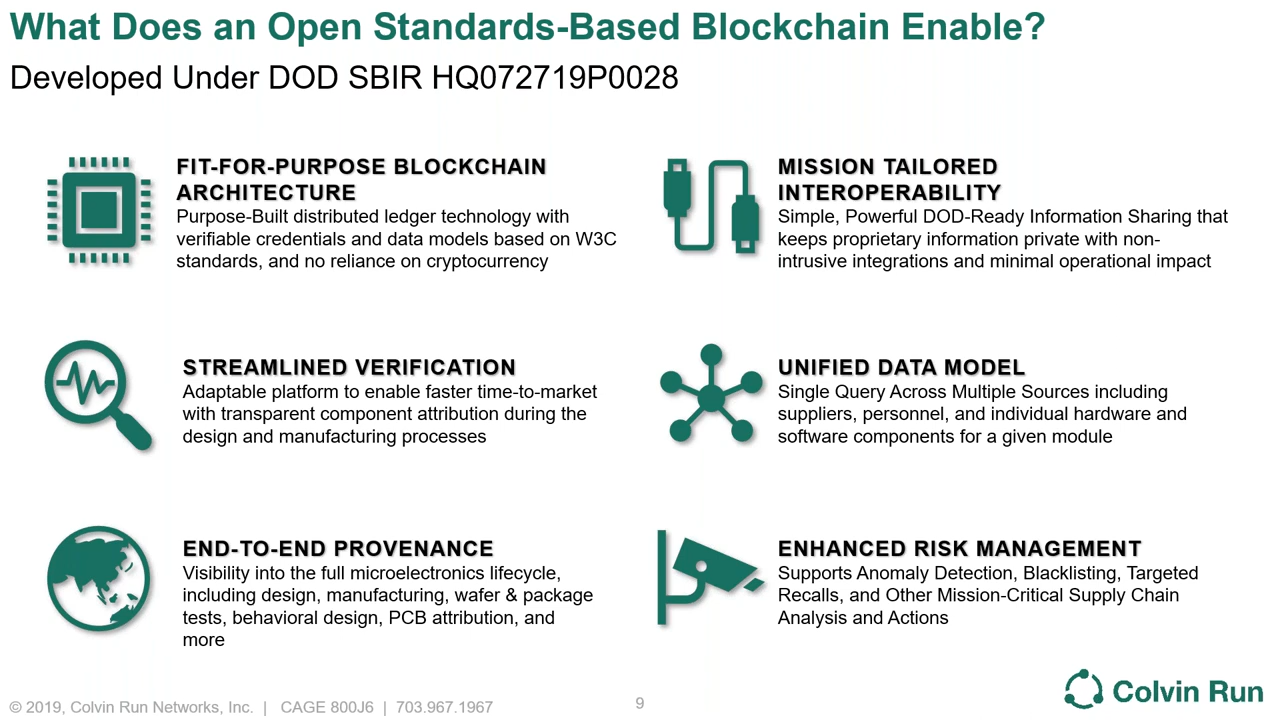 What Does an Open Standards-Based Blockchain Enable?
Developed Under DOD SBIR HQ072719P0028
FIT-FOR-PURPOSE BLOCKCHAIN
ARCHITECTURE
Purpose-Built distributed ledger technology with
verifiable credentials and data models based on W3C
standards, and no reliance on cryptocurrency
MISSION TAILORED
INTEROPERABILITY
Simple, Powerful DOD-Ready Information Sharing that
keeps proprietary information private with non-
intrusive integrations and minimal operational impact
STREAMLINED VERIFICATION
Adaptable platform to enable faster time-to-market
with transparent component attribution during the
design and manufacturing processes
UNIFIED DATA MODEL
Single Query Across Multiple Sources including
suppliers, personnel, and individual hardware and
software components for a given module
END-TO-END PROVENANCE
Visibility into the full microelectronics lifecycle,
including design, manufacturing, wafer & package
tests, behavioral design, PCB attribution, and
more
ENHANCED RISK MANAGEMENT
Supports Anomaly Detection, Blacklisting, Targeted
Recalls, and Other Mission-Critical Supply Chain
Analysis and Actions
© 2019, Colvin Run Networks, Inc. | CAGE 800J6 | 703.967.1967
9
Colvin Run